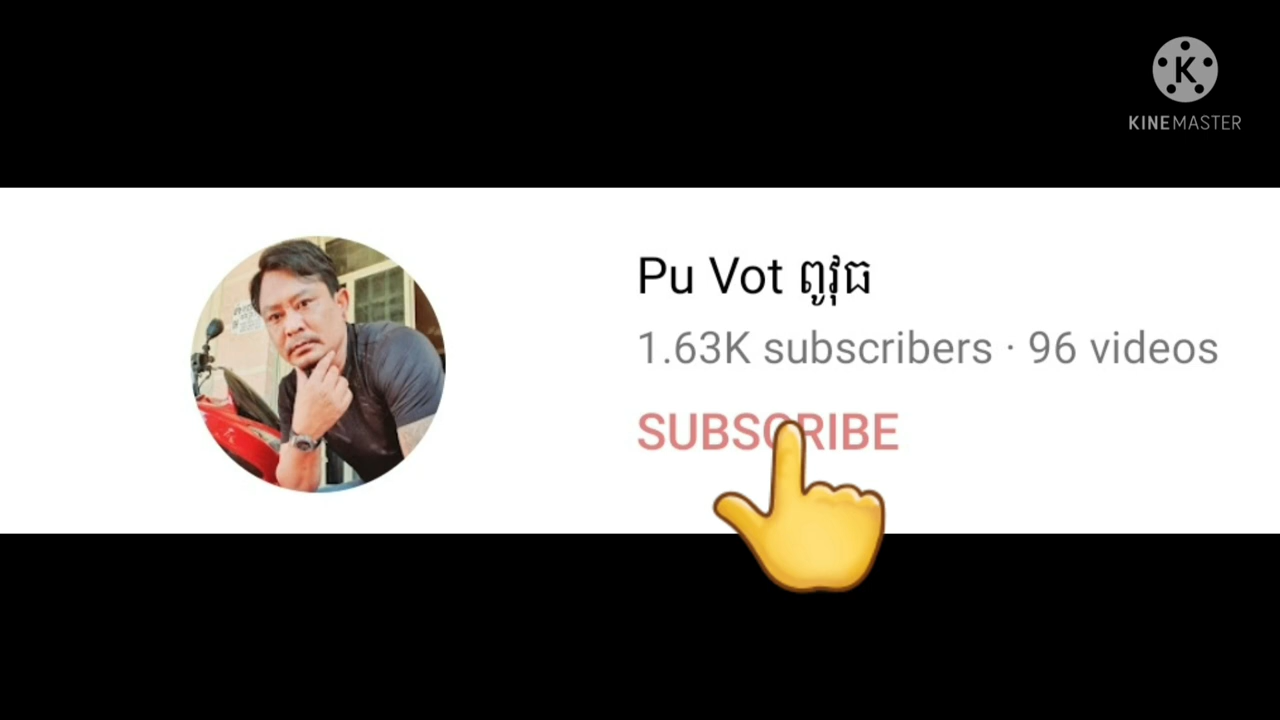 K
KINEMASTER
Pu Vot ពូវុធ
1.63K subscribers · 96 videos
SUBSCRIBE